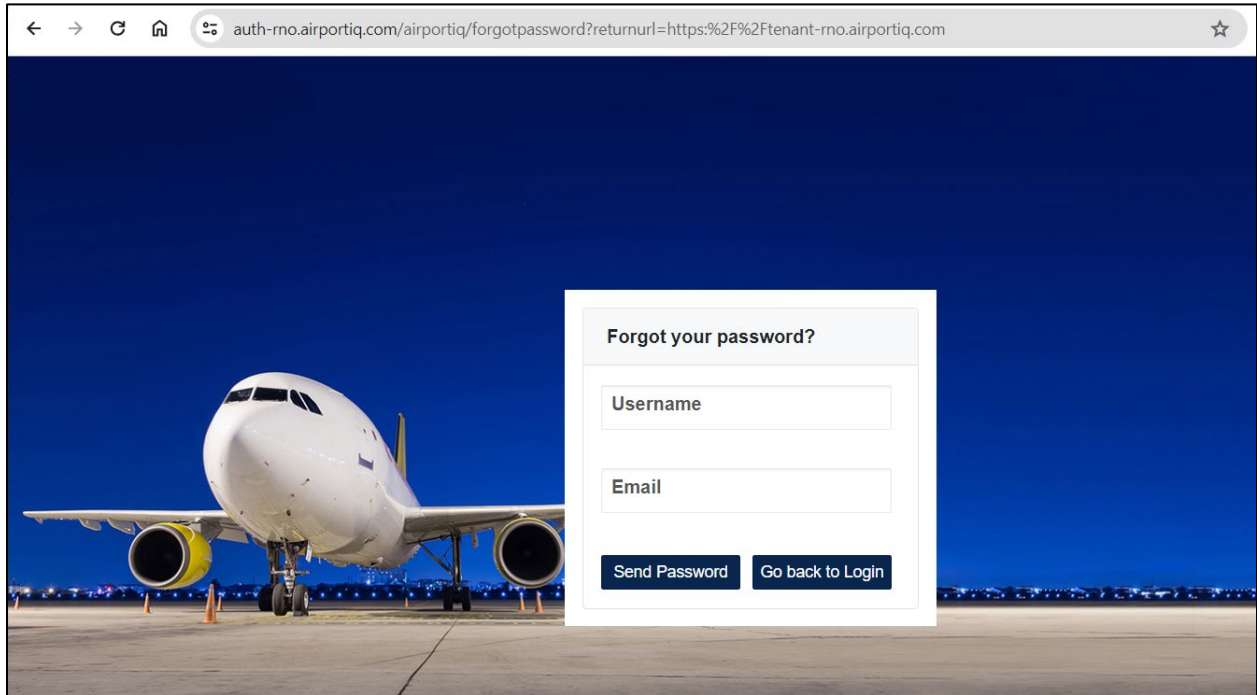 auth-rno.airportiq.com/airportiq/forgotpassword?returnurl=https:%2F%2Ftenant-rno.airportiq.com
Forgot your password?
Username
Email
Send Password Go back to Login